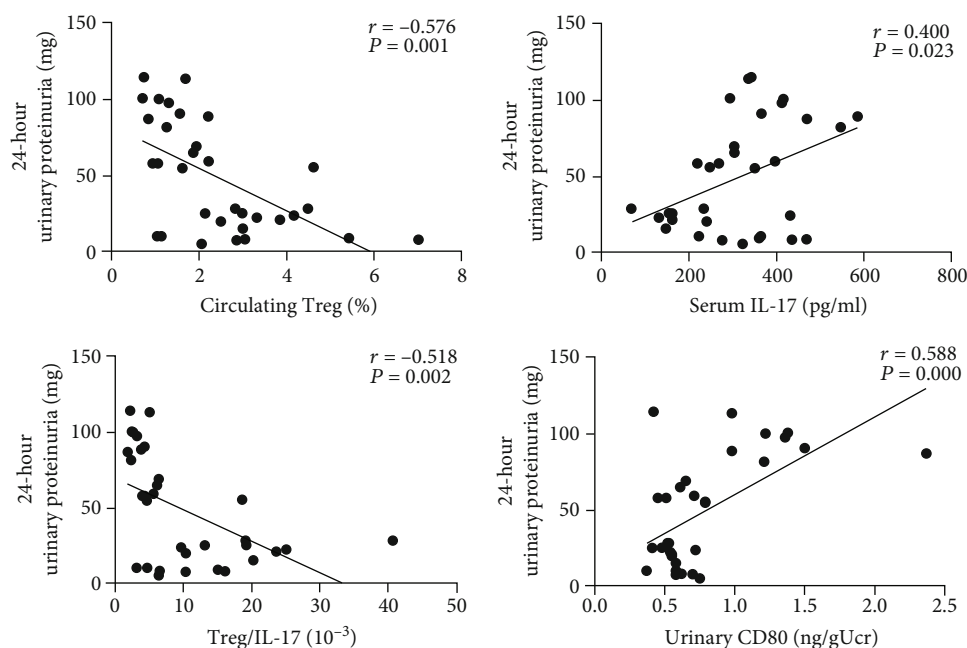 r = –0.576
P = 0.001
150
100
50
0
24-hour
urinary proteinuria (mg)
0
2
4
6
8
Circulating Treg (%)
r = 0.400
P = 0.023
150
100
50
0
24-hour
urinary proteinuria (mg)
0
200
400
600
800
Serum IL-17 (pg/ml)
r = –0.518
P = 0.002
150
100
50
0
24-hour
urinary proteinuria (mg)
0
10
20
30
40
50
Treg/IL-17 (10⁻³)
r = 0.588
P = 0.000
150
100
50
0
24-hour
urinary proteinuria (mg)
0.0
0.5
1.0
1.5
2.0
2.5
Urinary CD80 (ng/gUcr)